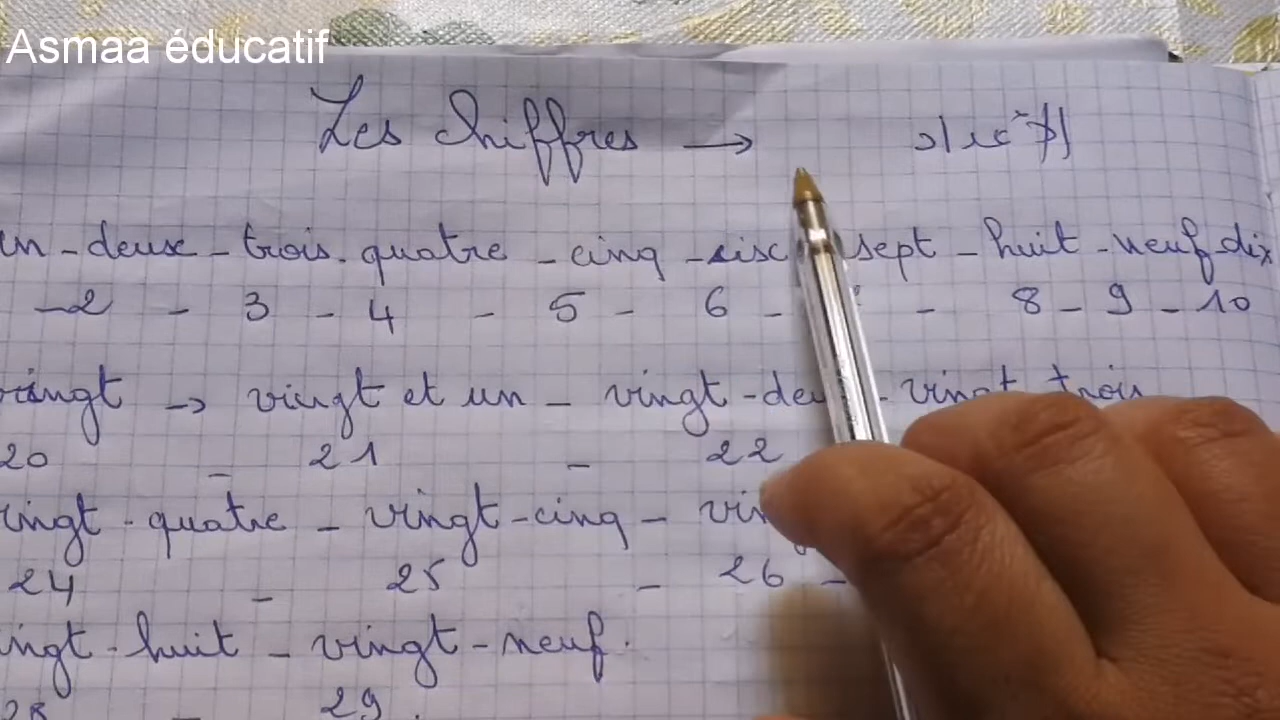 Asmaa éducatif
Les chiffres → الأعداد
un - deux - trois - quatre - cinq - six sept - huit - neuf - dix
- 2 - 3 - 4 - 5 - 6 - - 8 - 9 - 10
vingt → vingt et un - vingt - deux - vingt trois
20 - 21 - 22
vingt - quatre - vingt - cinq -
24 - 25 - 26 -
vingt - huit - vingt - neuf.
28 - 29.